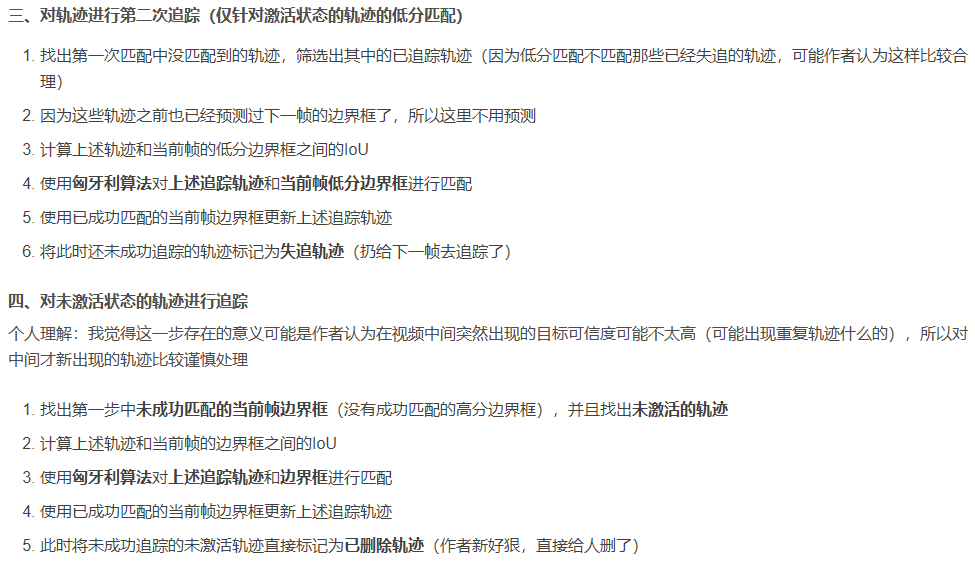 三、对轨迹进行第二次追踪（仅针对激活状态的轨迹的低分匹配）
1. 找出第一次匹配中没匹配到的轨迹，筛选出其中的已追踪轨迹（因为低分匹配不匹配那些已经失追的轨迹，可能作者认为这样比较合
理）
2. 因为这些轨迹之前也已经预测过下一帧的边界框了，所以这里不用预测
3. 计算上述轨迹和当前帧的低分边界框之间的IoU
4. 使用匈牙利算法对上述追踪轨迹和当前帧低分边界框进行匹配
5. 使用已成功匹配的当前帧边界框更新上述追踪轨迹
6. 将此时还未成功追踪的轨迹标记为失追轨迹（扔给下一帧去追踪了）
四、对未激活状态的轨迹进行追踪
个人理解：我觉得这一步存在的意义可能是作者认为在视频中间突然出现的目标可信度可能不太高（可能出现重复轨迹什么的），所以对
中间才新出现的轨迹比较谨慎处理
1. 找出第一步中未成功匹配的当前帧边界框（没有成功匹配的高分边界框），并且找出未激活的轨迹
2. 计算上述轨迹和当前帧的边界框之间的IoU
3. 使用匈牙利算法对上述追踪轨迹和边界框进行匹配
4. 使用已成功匹配的当前帧边界框更新上述追踪轨迹
5. 此时将未成功追踪的未激活轨迹直接标记为已删除轨迹（作者新好狠，直接给人删了）